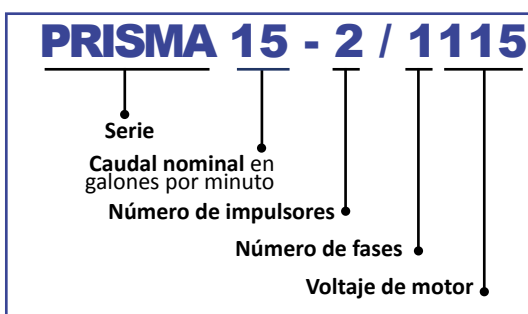 PRISMA 15 - 2 / 1115
Serie
Caudal nominal en
galones por minuto
Número de impulsores
Número de fases
Voltaje de motor